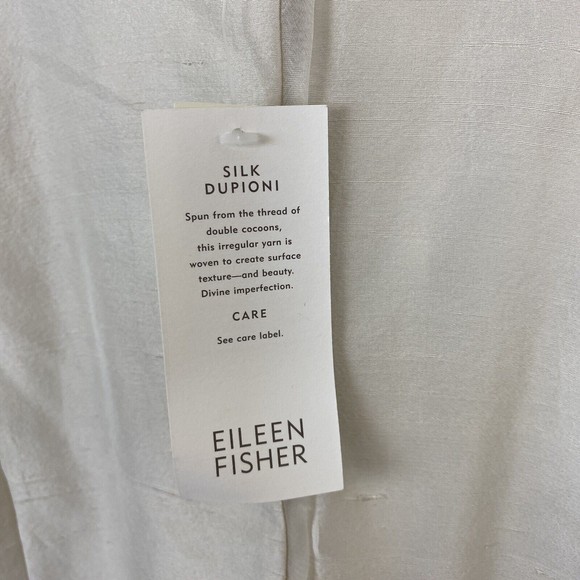 SILK
DUPIONI
Spun from the thread of
double cocoons,
this irregular yarn is
woven to create surface
texture—and beauty.
Divine imperfection.
CARE
See care label.
EILEEN
FISHER